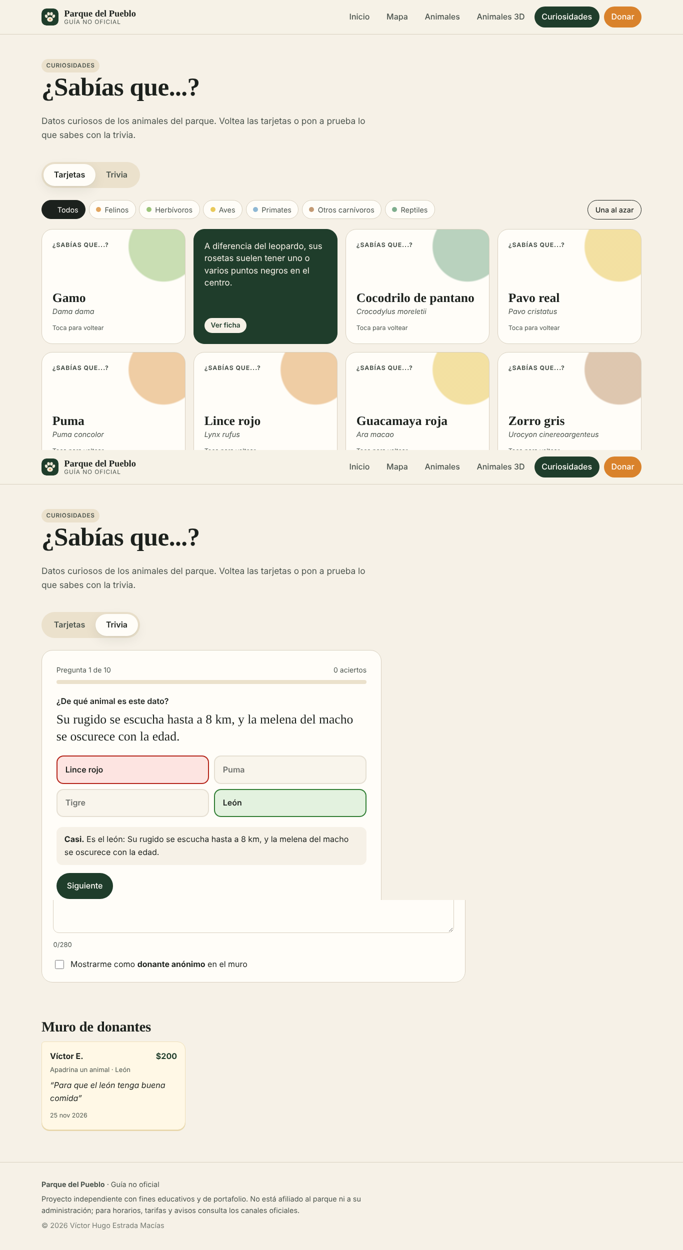 Parque del Pueblo
GUÍA NO OFICIAL
Inicio
Mapa
Animales
Animales 3D
Curiosidades
Donar
CURIOSIDADES
¿Sabías que...?
Datos curiosos de los animales del parque. Voltea las tarjetas o pon a prueba lo
que sabes con la trivia.
Tarjetas
Trivia
Todos
Felinos
Herbívoros
Aves
Primates
Otros carnívoros
Reptiles
Una al azar
¿SABÍAS QUE...?
Gamo
Dama dama
Toca para voltear
A diferencia del leopardo, sus
rosetas suelen tener uno o
varios puntos negros en el
centro.
Ver ficha
¿SABÍAS QUE...?
Cocodrilo de pantano
Crocodylus moreletii
Toca para voltear
¿SABÍAS QUE...?
Pavo real
Pavo cristatus
Toca para voltear
¿SABÍAS QUE...?
Puma
Puma concolor
Toca para voltear
¿SABÍAS QUE...?
Lince rojo
Lynx rufus
Toca para voltear
¿SABÍAS QUE...?
Guacamaya roja
Ara macao
Toca para voltear
¿SABÍAS QUE...?
Zorro gris
Urocyon cinereoargenteus
Toca para voltear
Parque del Pueblo
GUÍA NO OFICIAL
Inicio
Mapa
Animales
Animales 3D
Curiosidades
Donar
CURIOSIDADES
¿Sabías que...?
Datos curiosos de los animales del parque. Voltea las tarjetas o pon a prueba lo
que sabes con la trivia.
Tarjetas
Trivia
Pregunta 1 de 10
0 aciertos
¿De qué animal es este dato?
Su rugido se escucha hasta a 8 km, y la melena del macho
se oscurece con la edad.
Lince rojo
Puma
Tigre
León
Casi. Es el león: Su rugido se escucha hasta a 8 km, y la melena del macho
se oscurece con la edad.
Siguiente
0/280
Mostrarme como donante anónimo en el muro
Muro de donantes
Víctor E.
$200
Apadrina un animal · León
“Para que el león tenga buena
comida”
25 nov 2026
Parque del Pueblo · Guía no oficial
Proyecto independiente con fines educativos y de portafolio. No está afiliado al parque ni a su
administración; para horarios, tarifas y avisos consulta los canales oficiales.
© 2026 Víctor Hugo Estrada Macías